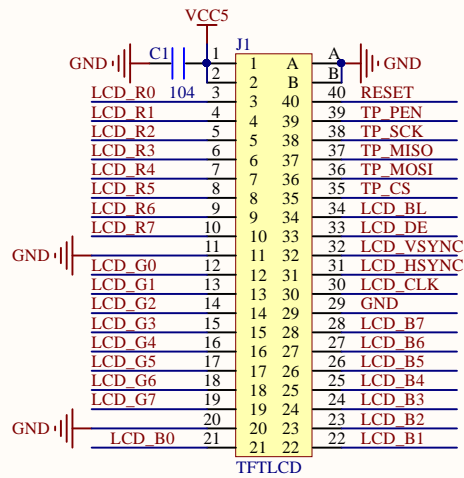 VCC5
J1
GND C1 104 1 1 A A GND
2 2 B B
LCD_R0 3 3 40 40 RESET
LCD_R1 4 4 39 39 TP_PEN
LCD_R2 5 5 38 38 TP_SCK
LCD_R3 6 6 37 37 TP_MISO
LCD_R4 7 7 36 36 TP_MOSI
LCD_R5 8 8 35 35 TP_CS
LCD_R6 9 9 34 34 LCD_BL
LCD_R7 10 10 33 33 LCD_DE
GND 11 11 32 32 LCD_VSYNC
LCD_G0 12 12 31 31 LCD_HSYNC
LCD_G1 13 13 30 30 LCD_CLK
LCD_G2 14 14 29 29 GND
LCD_G3 15 15 28 28 LCD_B7
LCD_G4 16 16 27 27 LCD_B6
LCD_G5 17 17 26 26 LCD_B5
LCD_G6 18 18 25 25 LCD_B4
LCD_G7 19 19 24 24 LCD_B3
GND 20 20 23 23 LCD_B2
LCD_B0 21 21 22 22 LCD_B1
TFTLCD